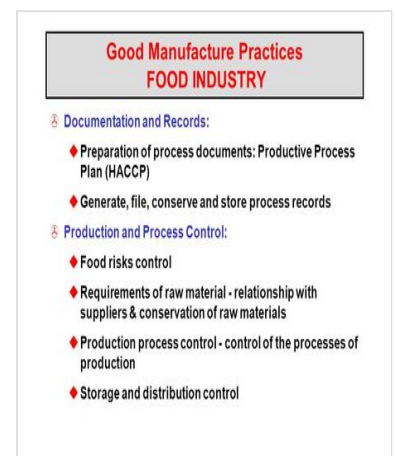 Good Manufacture Practices
FOOD INDUSTRY
Documentation and Records:
Preparation of process documents: Productive Process
Plan (HACCP)
Generate, file, conserve and store process records
Production and Process Control:
Food risks control
Requirements of raw material - relationship with
suppliers & conservation of raw materials
Production process control - control of the processes of
production
Storage and distribution control